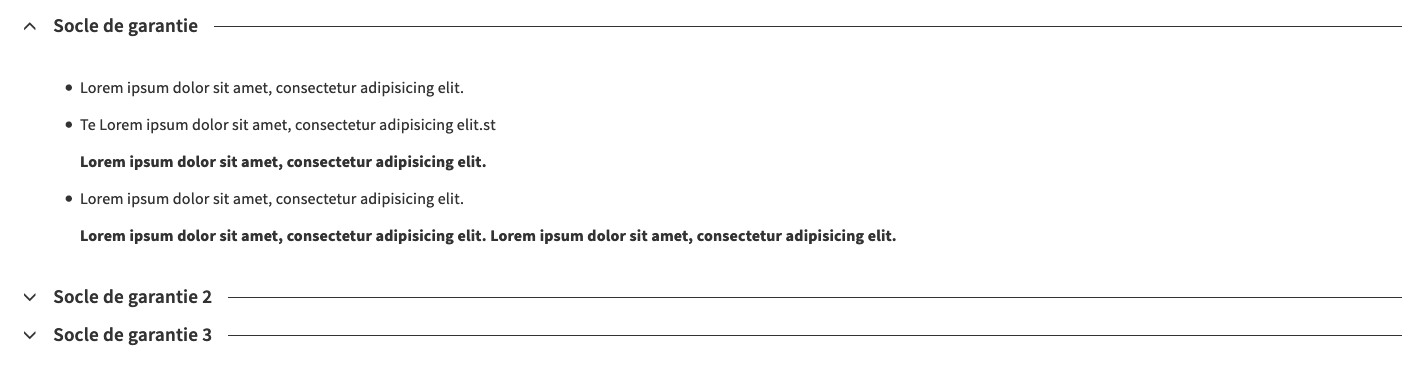 Socle de garantie
Lorem ipsum dolor sit amet, consectetur adipisicing elit.
Te Lorem ipsum dolor sit amet, consectetur adipisicing elit.st
Lorem ipsum dolor sit amet, consectetur adipisicing elit.
Lorem ipsum dolor sit amet, consectetur adipisicing elit.
Lorem ipsum dolor sit amet, consectetur adipisicing elit. Lorem ipsum dolor sit amet, consectetur adipisicing elit.
Socle de garantie 2
Socle de garantie 3